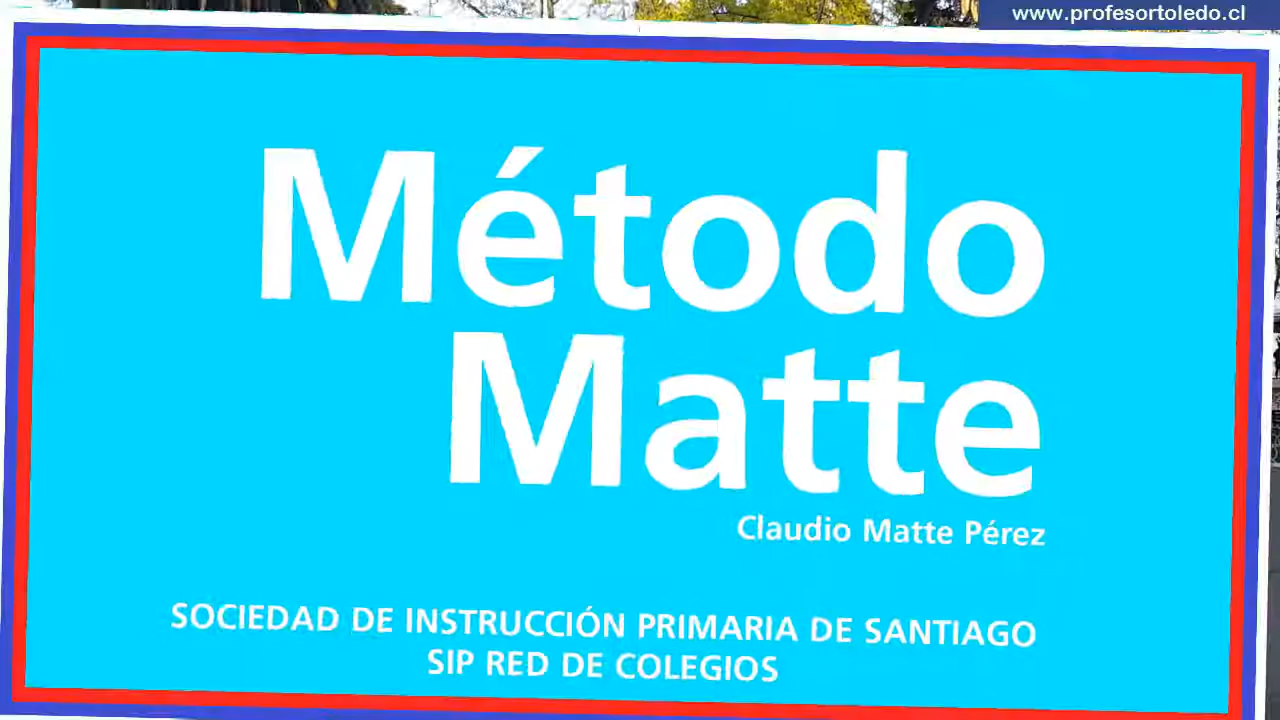 www.profesortoledo.cl
Método
Matte
Claudio Matte Pérez
SOCIEDAD DE INSTRUCCIÓN PRIMARIA DE SANTIAGO
SIP RED DE COLEGIOS